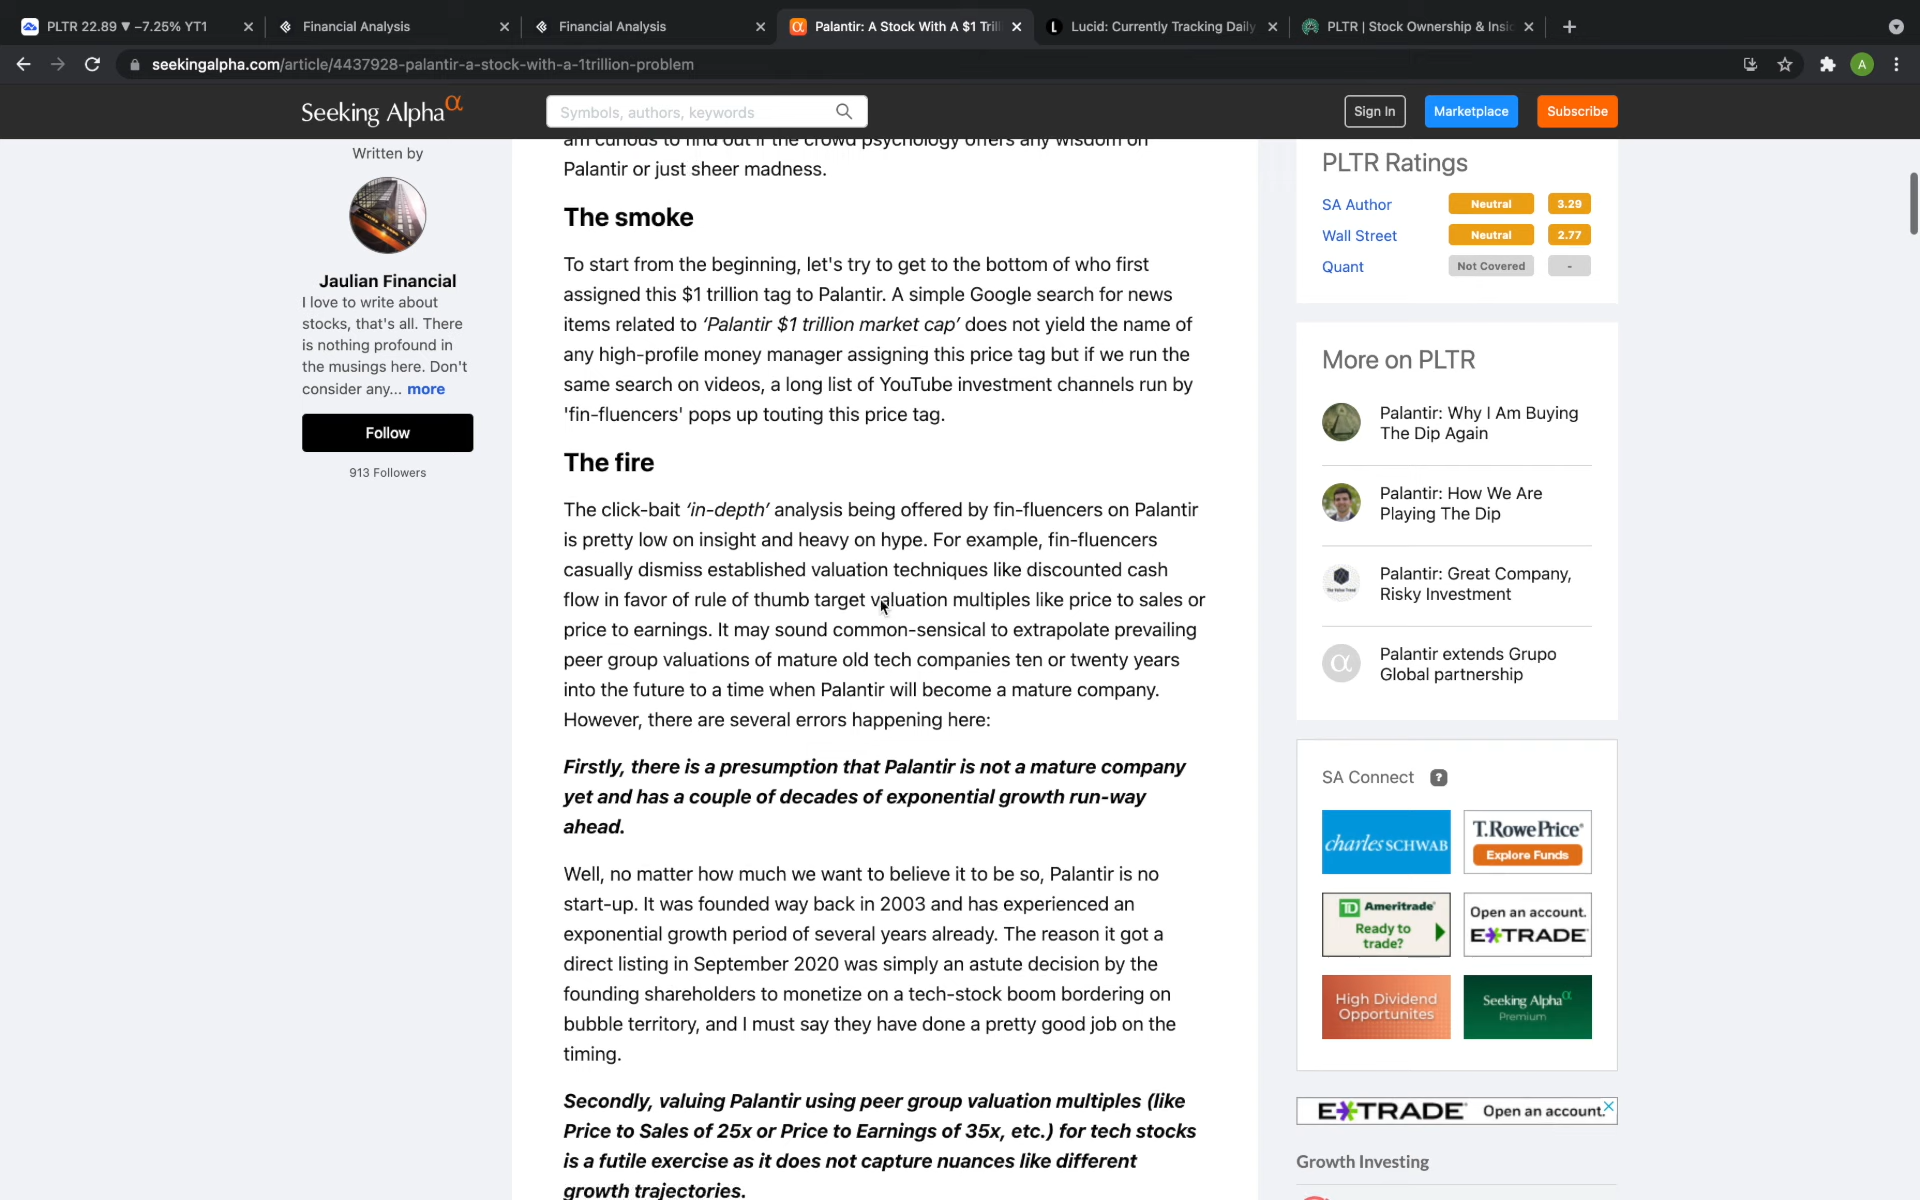 PLTR 22.89 ▼ −7.25% YT1
Financial Analysis
Financial Analysis
Palantir: A Stock With A $1 Tril
Lucid: Currently Tracking Daily
PLTR | Stock Ownership & Insi
seekingalpha.com/article/4437928-palantir-a-stock-with-a-1trillion-problem
A
Seeking Alpha α
Symbols, authors, keywords
Sign In
Marketplace
Subscribe
Written by
Jaulian Financial
I love to write about
stocks, that's all. There
is nothing profound in
the musings here. Don't
consider any... more
Follow
913 Followers
am curious to find out if the crowd psychology offers any wisdom on
Palantir or just sheer madness.
The smoke
To start from the beginning, let's try to get to the bottom of who first
assigned this $1 trillion tag to Palantir. A simple Google search for news
items related to ‘Palantir $1 trillion market cap’ does not yield the name of
any high-profile money manager assigning this price tag but if we run the
same search on videos, a long list of YouTube investment channels run by
'fin-fluencers' pops up touting this price tag.
The fire
The click-bait ‘in-depth’ analysis being offered by fin-fluencers on Palantir
is pretty low on insight and heavy on hype. For example, fin-fluencers
casually dismiss established valuation techniques like discounted cash
flow in favor of rule of thumb target valuation multiples like price to sales or
price to earnings. It may sound common-sensical to extrapolate prevailing
peer group valuations of mature old tech companies ten or twenty years
into the future to a time when Palantir will become a mature company.
However, there are several errors happening here:
Firstly, there is a presumption that Palantir is not a mature company
yet and has a couple of decades of exponential growth run-way
ahead.
Well, no matter how much we want to believe it to be so, Palantir is no
start-up. It was founded way back in 2003 and has experienced an
exponential growth period of several years already. The reason it got a
direct listing in September 2020 was simply an astute decision by the
founding shareholders to monetize on a tech-stock boom bordering on
bubble territory, and I must say they have done a pretty good job on the
timing.
Secondly, valuing Palantir using peer group valuation multiples (like
Price to Sales of 25x or Price to Earnings of 35x, etc.) for tech stocks
is a futile exercise as it does not capture nuances like different
growth trajectories.
PLTR Ratings
SA Author Neutral 3.29
Wall Street Neutral 2.77
Quant Not Covered -
More on PLTR
Palantir: Why I Am Buying
The Dip Again
Palantir: How We Are
Playing The Dip
Palantir: Great Company,
Risky Investment
α
Palantir extends Grupo
Global partnership
SA Connect ?
charles SCHWAB
T.RowePrice
Explore Funds
TD Ameritrade
Ready to
trade?
Open an account.
E*TRADE
High Dividend
Opportunites
Seeking Alpha α
Premium
E*TRADE Open an account.
Growth Investing